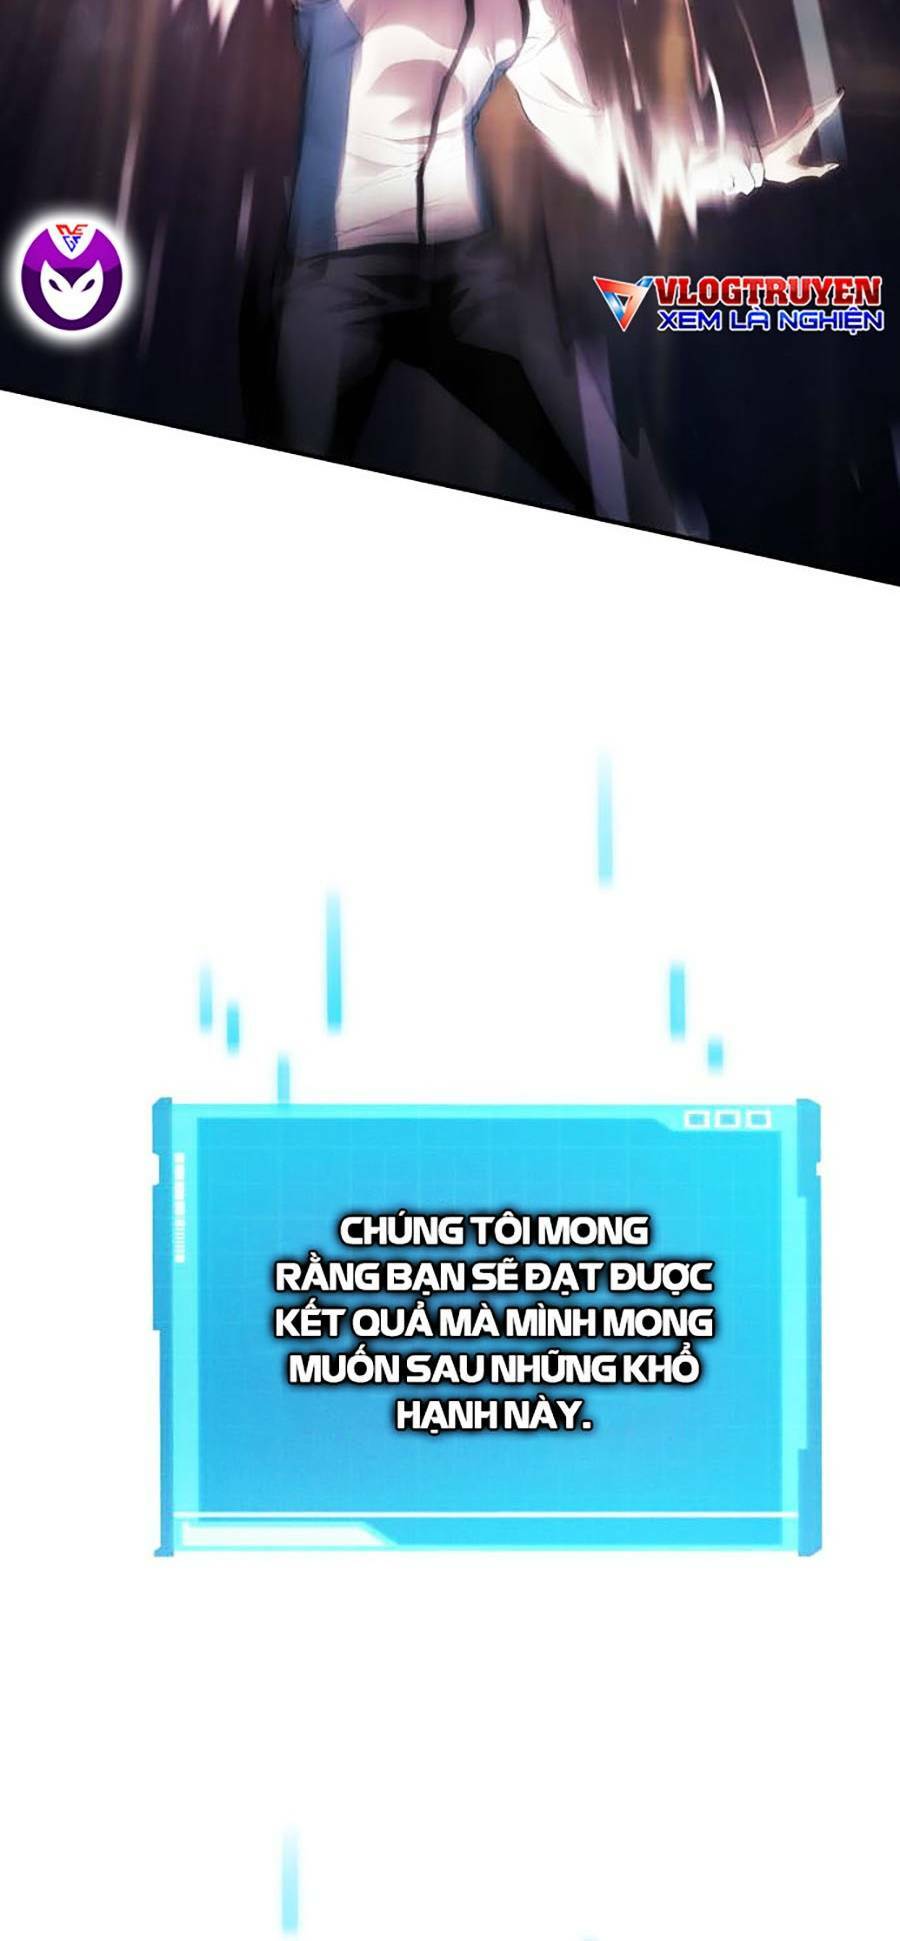 VLOGTRUYEN
XEM LÀ NGHIỆN
CHÚNG TÔI MONG
RẰNG BẠN SẼ ĐẠT ĐƯỢC
KẾT QUẢ MÀ MÌNH MONG
MUỐN SAU NHỮNG KHỔ
HẠNH NÀY.